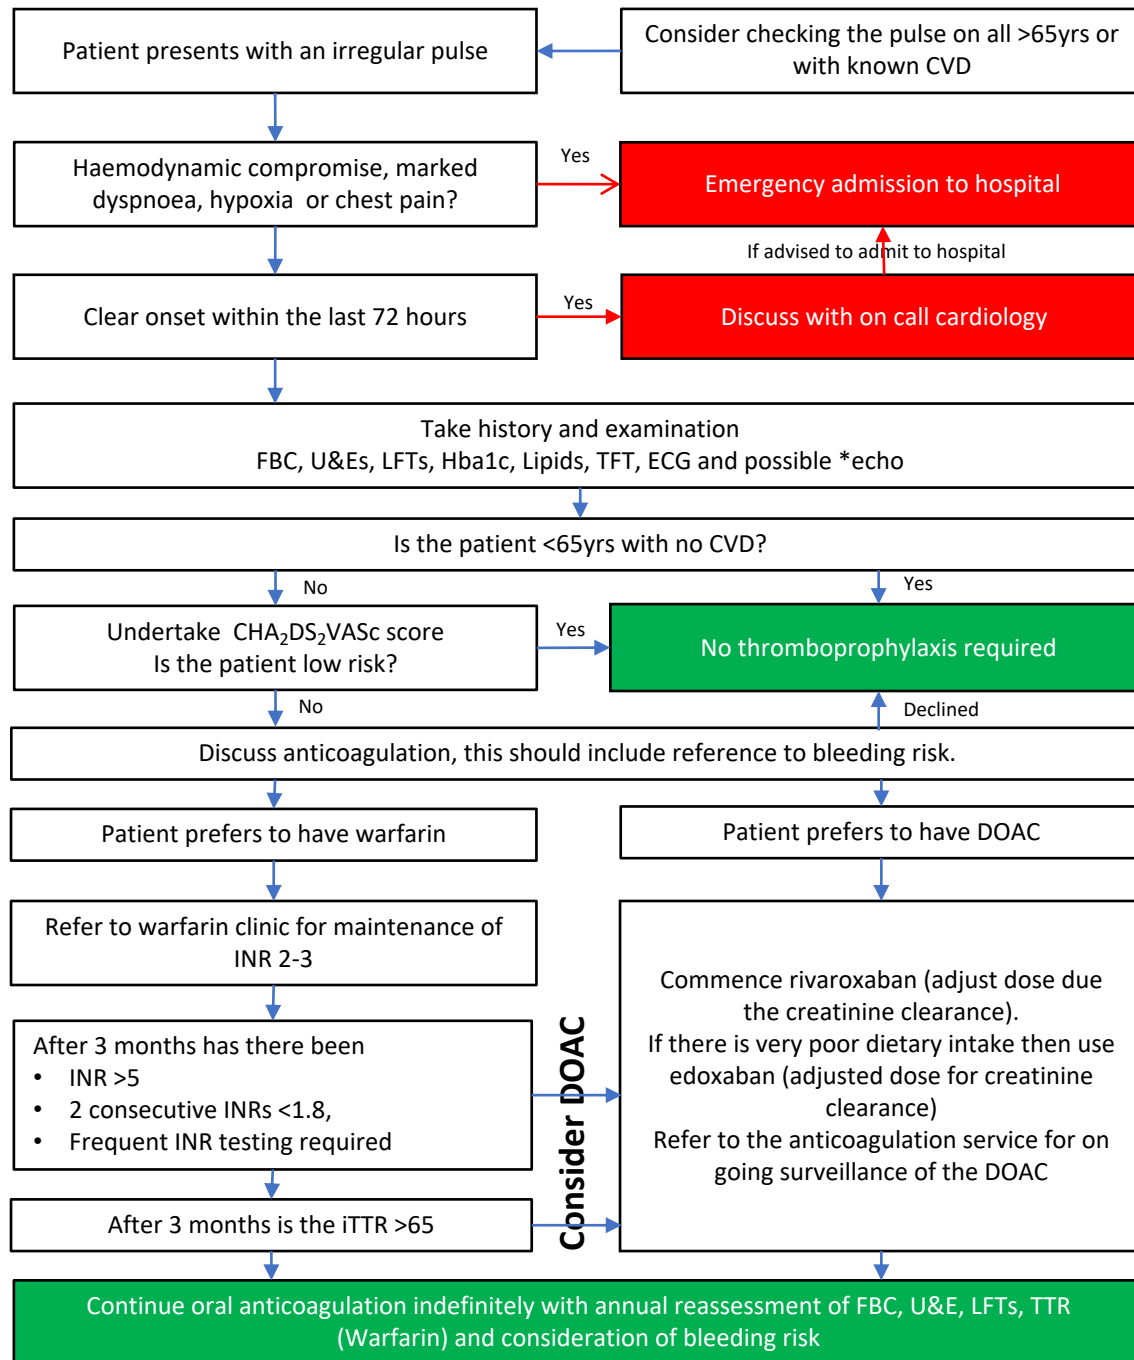 Patient presents with an irregular pulse
Consider checking the pulse on all >65yrs or
with known CVD
Haemodynamic compromise, marked
dyspnoea, hypoxia or chest pain?
Yes
Emergency admission to hospital
If advised to admit to hospital
Clear onset within the last 72 hours
Yes
Discuss with on call cardiology
Take history and examination
FBC, U&Es, LFTs, Hba1c, Lipids, TFT, ECG and possible *echo
Is the patient <65yrs with no CVD?
No
Yes
Undertake CHA₂DS₂VASc score
Is the patient low risk?
Yes
No thromboprophylaxis required
No
Declined
Discuss anticoagulation, this should include reference to bleeding risk.
Patient prefers to have warfarin
Patient prefers to have DOAC
Refer to warfarin clinic for maintenance of
INR 2-3
After 3 months has there been
• INR >5
• 2 consecutive INRs <1.8,
• Frequent INR testing required
After 3 months is the iTTR >65
Consider DOAC
Commence rivaroxaban (adjust dose due
the creatinine clearance).
If there is very poor dietary intake then use
edoxaban (adjusted dose for creatinine
clearance)
Refer to the anticoagulation service for on
going surveillance of the DOAC
Continue oral anticoagulation indefinitely with annual reassessment of FBC, U&E, LFTs, TTR
(Warfarin) and consideration of bleeding risk